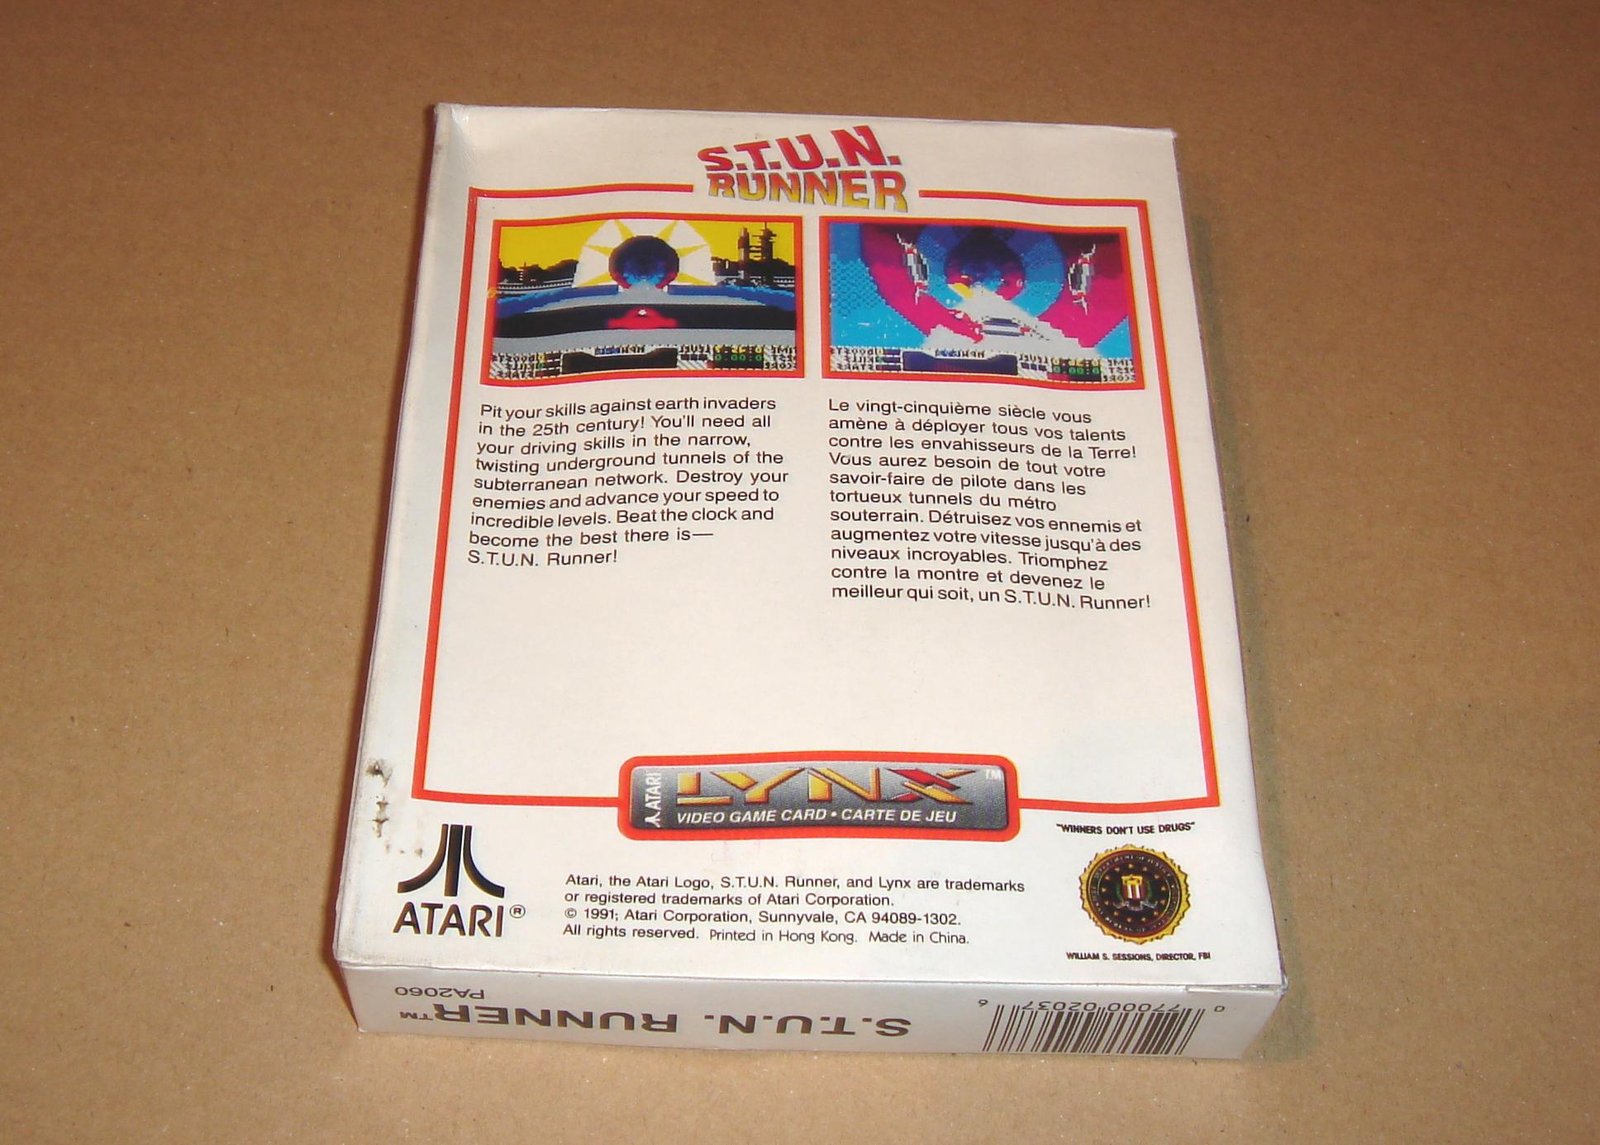 S.T.U.N.
RUNNER
Pit your skills against earth invaders
in the 25th century! You'll need all
your driving skills in the narrow,
twisting underground tunnels of the
subterranean network. Destroy your
enemies and advance your speed to
incredible levels. Beat the clock and
become the best there is—
S.T.U.N. Runner!
Le vingt-cinquième siècle vous
amène à déployer tous vos talents
contre les envahisseurs de la Terre!
Vous aurez besoin de tout votre
savoir-faire de pilote dans les
tortueux tunnels du métro
souterrain. Détruisez vos ennemis et
augmentez votre vitesse jusqu'à des
niveaux incroyables. Triomphez
contre la montre et devenez le
meilleur qui soit, un S.T.U.N. Runner!
ATARI LYNX™
VIDEO GAME CARD • CARTE DE JEU
ATARI®
Atari, the Atari Logo, S.T.U.N. Runner, and Lynx are trademarks
or registered trademarks of Atari Corporation.
© 1991; Atari Corporation, Sunnyvale, CA 94089-1302.
All rights reserved. Printed in Hong Kong. Made in China.
"WINNERS DON'T USE DRUGS"
WILLIAM S. SESSIONS, DIRECTOR, FBI
S.T.U.N. RUNNER™
PA2060
0 77000 02037 6